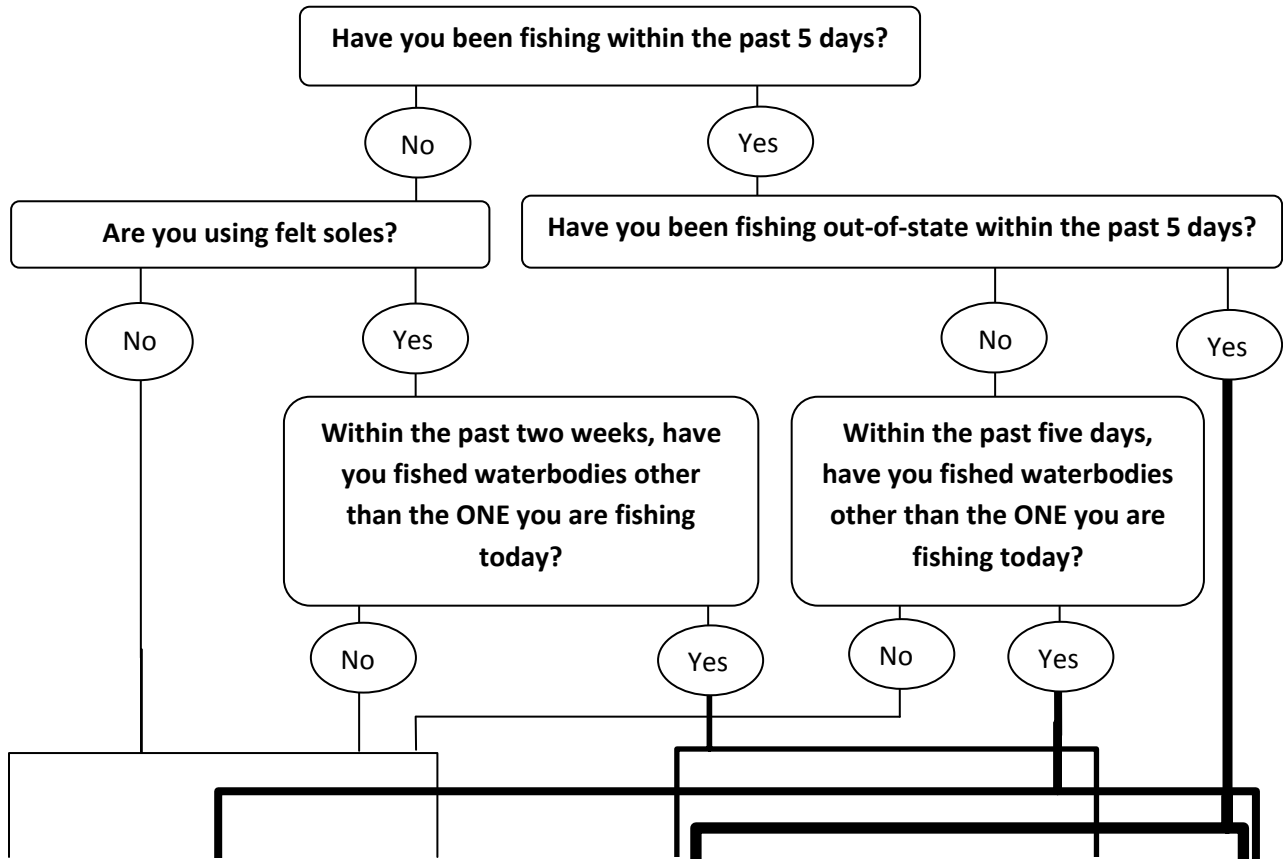 Have you been fishing within the past 5 days?
No
Yes
Are you using felt soles?
Have you been fishing out-of-state within the past 5 days?
No
Yes
No
Yes
Within the past two weeks, have
you fished waterbodies other
than the ONE you are fishing
today?
Within the past five days,
have you fished waterbodies
other than the ONE you are
fishing today?
No
Yes
No
Yes